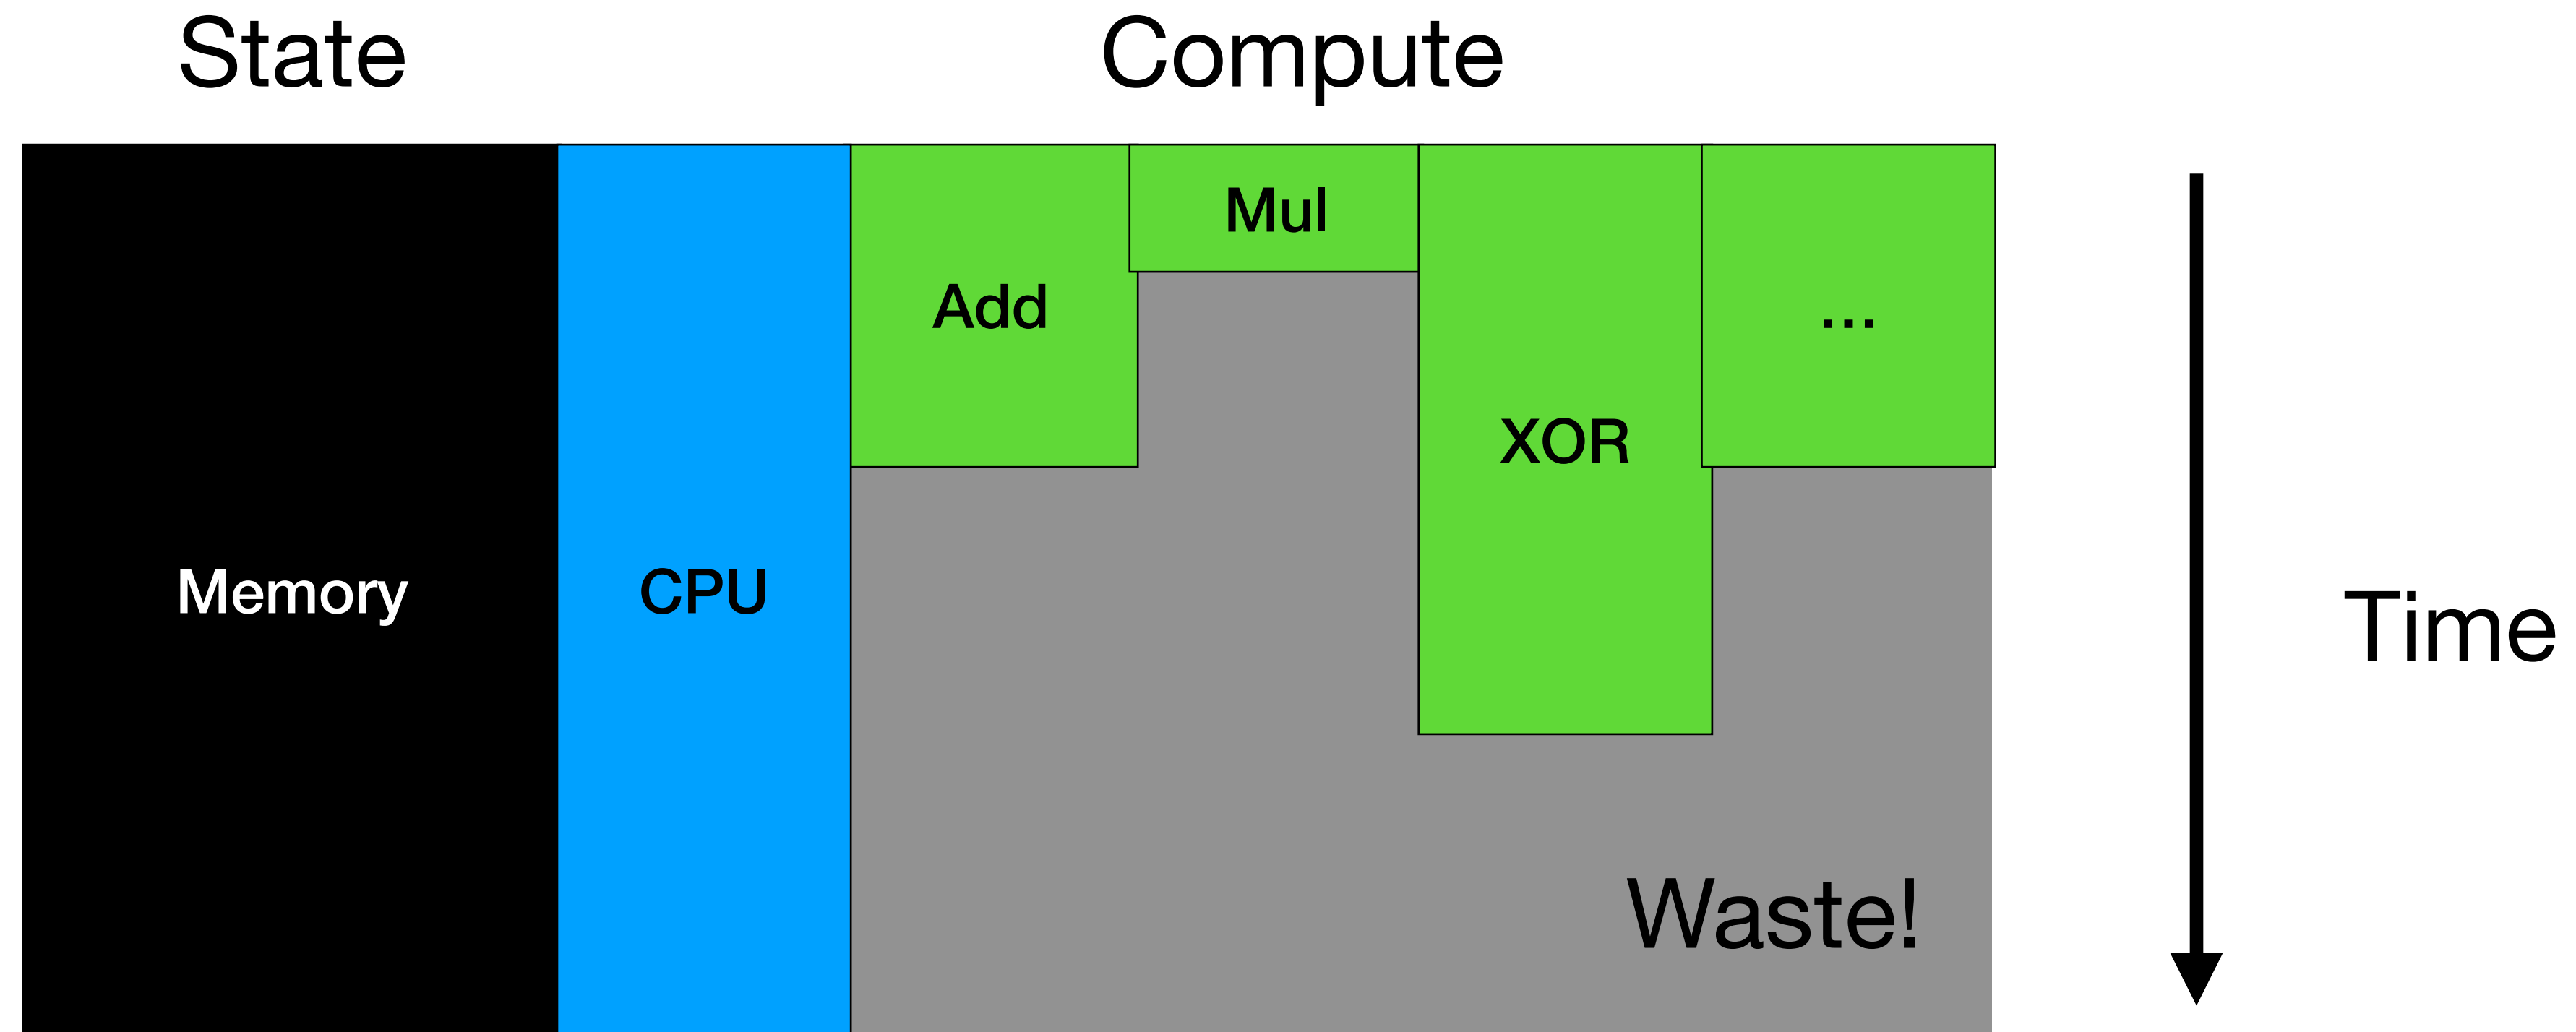 State
Compute
Mul
Add
...
XOR
Memory
CPU
Time
Waste!